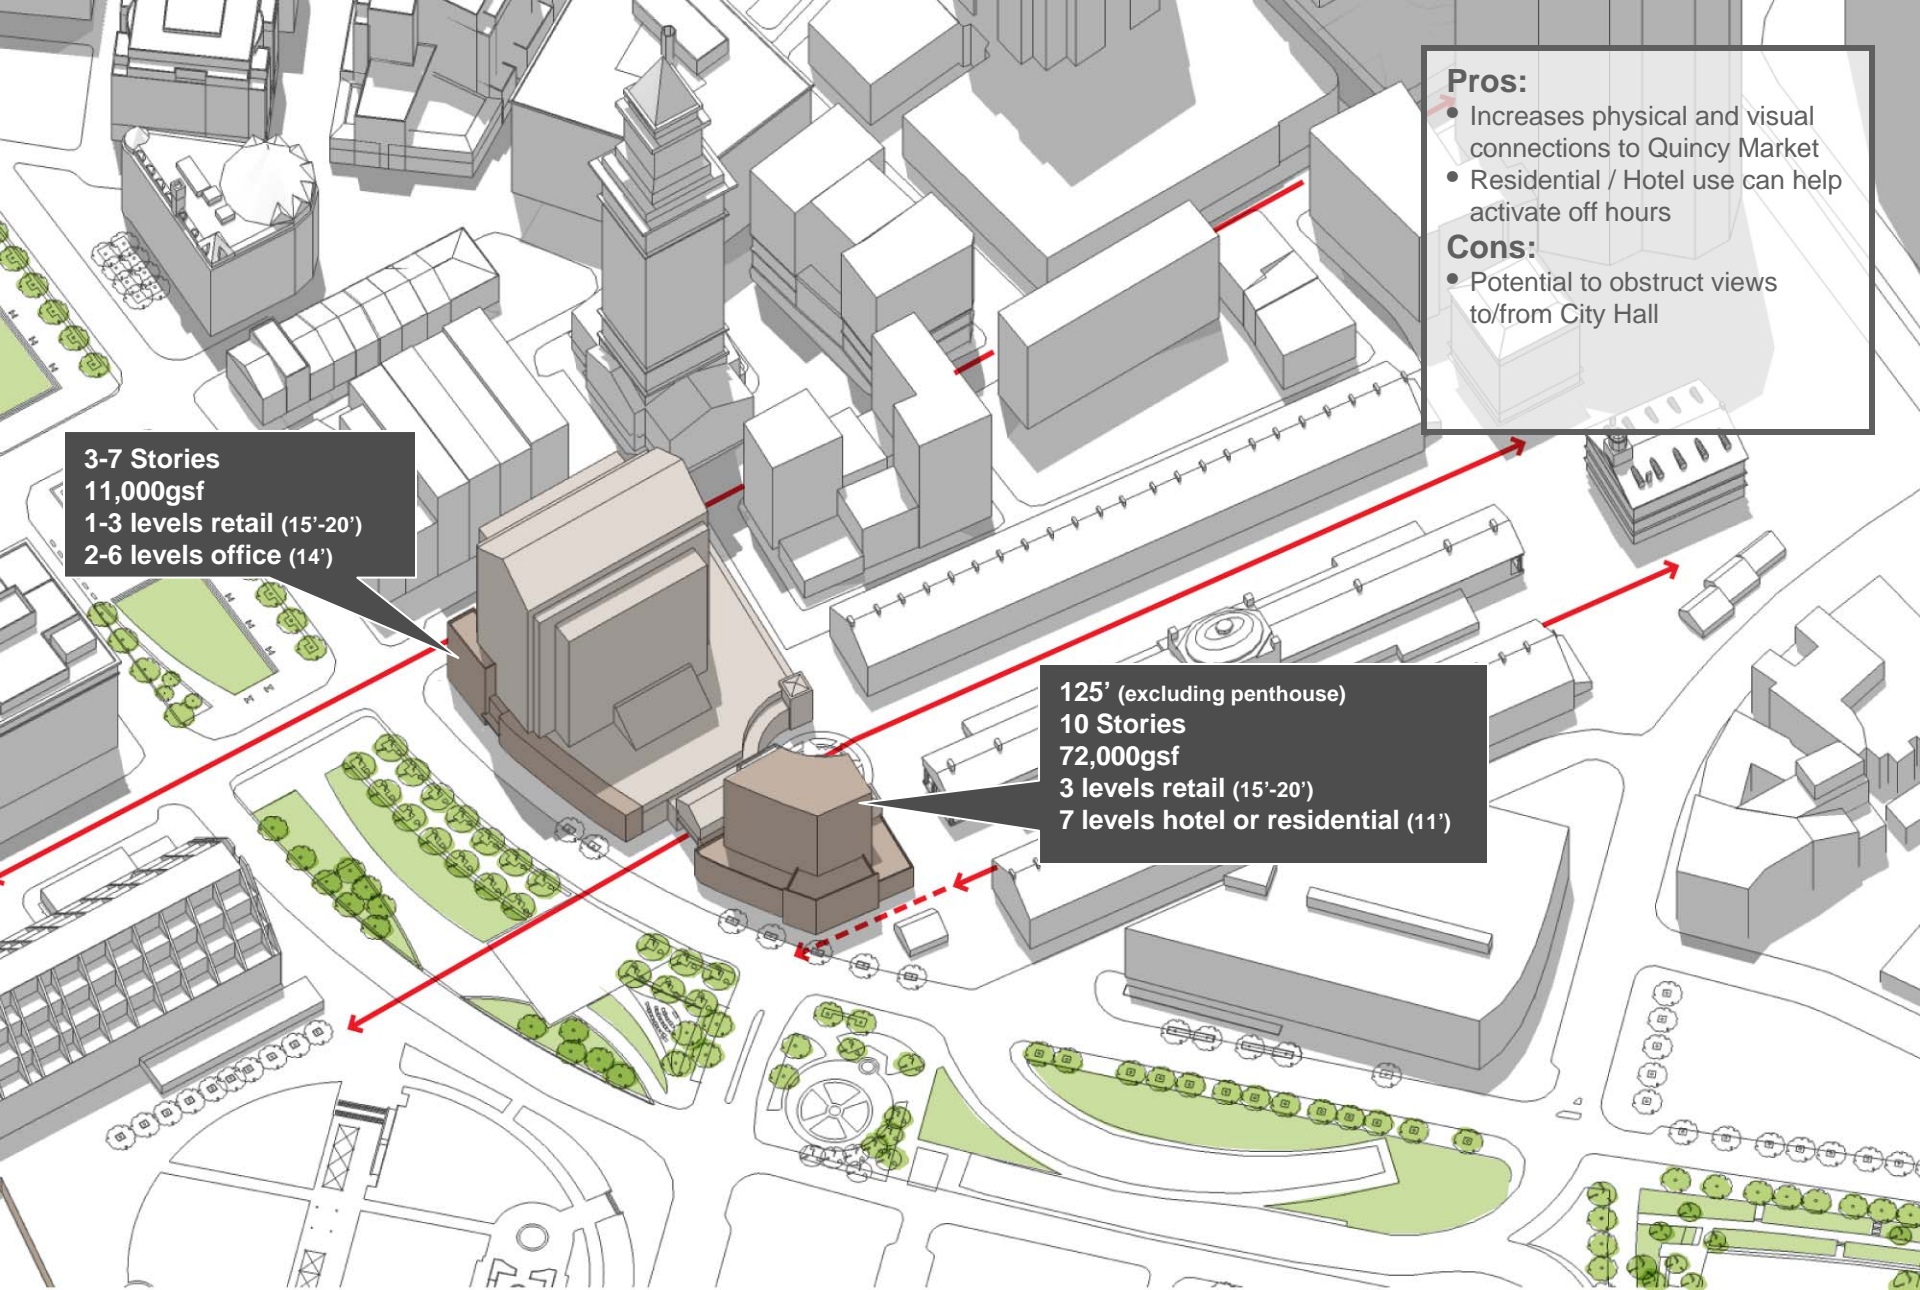 Pros:
• Increases physical and visual
connections to Quincy Market
• Residential / Hotel use can help
activate off hours
Cons:
• Potential to obstruct views
to/from City Hall
3-7 Stories
11,000gsf
1-3 levels retail (15’-20’)
2-6 levels office (14’)
125’ (excluding penthouse)
10 Stories
72,000gsf
3 levels retail (15’-20’)
7 levels hotel or residential (11’)